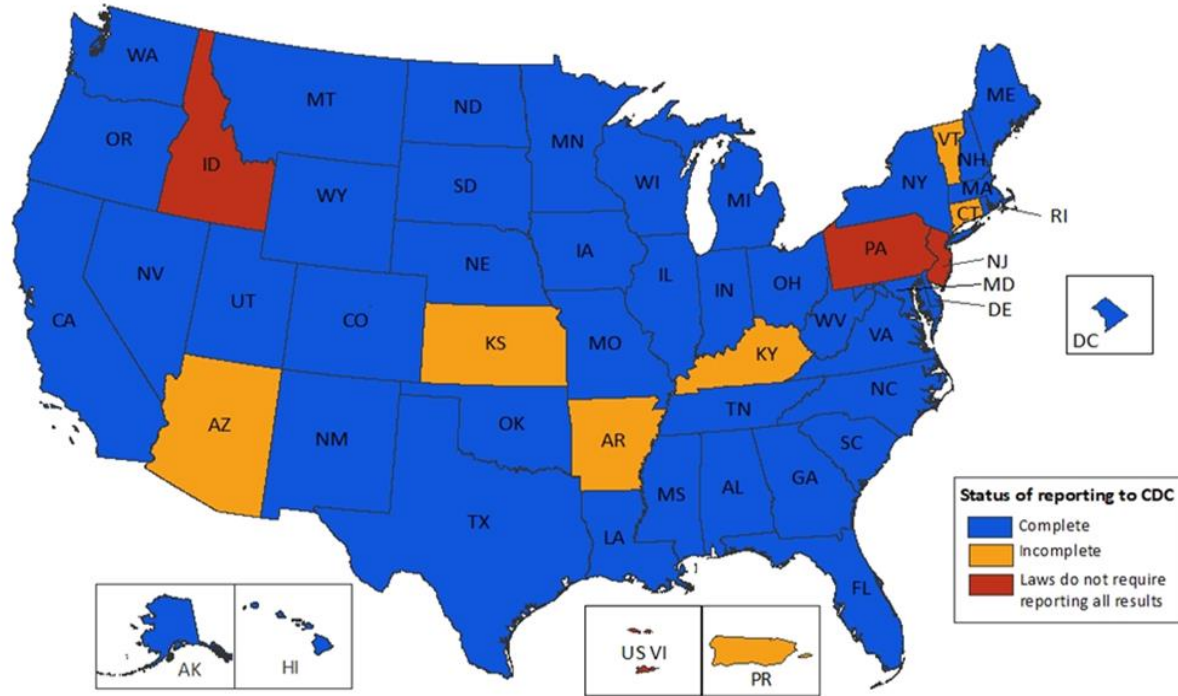 WA
MT
ND
MN
ME
OR
ID
WY
SD
WI
MI
VT
NH
NY
MA
CT
RI
NV
UT
CO
NE
IA
IL
IN
OH
PA
NJ
MD
DE
DC
CA
KS
MO
KY
WV
VA
AZ
NM
OK
AR
TN
NC
SC
TX
LA
MS
AL
GA
FL
AK
HI
US VI
PR
Status of reporting to CDC
Complete
Incomplete
Laws do not require
reporting all results